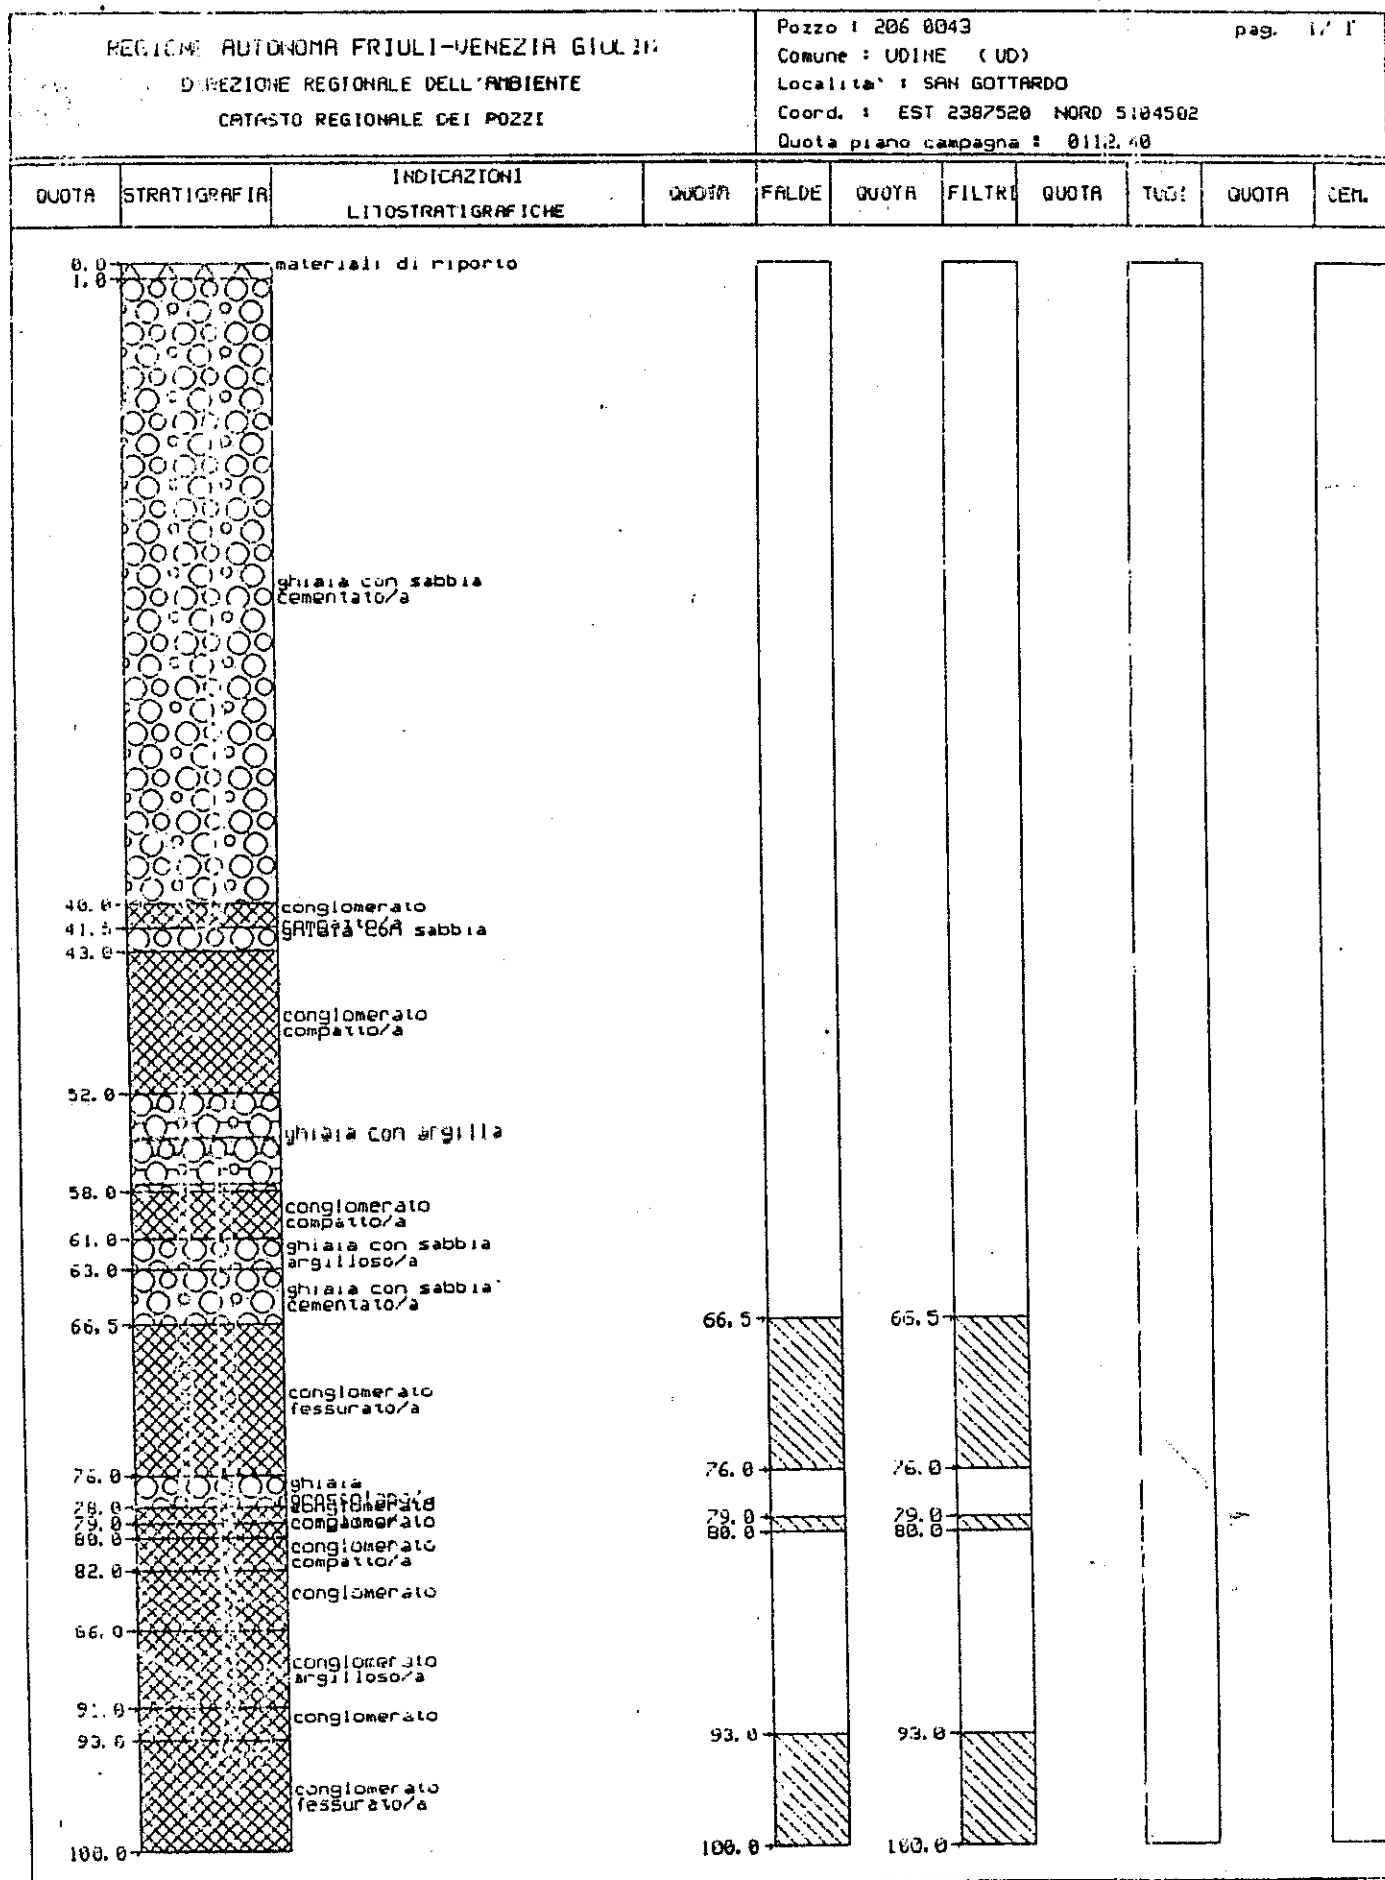 REGIONE AUTONOMA FRIULI-VENEZIA GIULIA
DIREZIONE REGIONALE DELL'AMBIENTE
CATASTO REGIONALE DEI POZZI
Pozzo : 206 0043 pag. 1/ 1
Comune : UDINE (UD)
Localita' : SAN GOTTARDO
Coord. : EST 2387520 NORD 5104502
Quota piano campagna : 0112.40
QUOTA STRATIGRAFIA INDICAZIONI LITOSTRATIGRAFICHE QUOTA FALDE QUOTA FILTRI QUOTA TUBI QUOTA CEM.
0.0 materiali di riporto
1.0
ghiaia con sabbia
cementato/a
40.0 conglomerato
41.5 ghiaia con sabbia
43.0
conglomerato
compatto/a
52.0
ghiaia con argilla
58.0
conglomerato
compatto/a
61.0
ghiaia con sabbia
argilloso/a
63.0
ghiaia con sabbia
cementato/a
66.5 66.5 66.5
conglomerato
fessurato/a
76.0 76.0 76.0
ghiaia
78.0 conglomerato
79.0 conglomerato 79.0 79.0
80.0 80.0 80.0
conglomerato
compatto/a
82.0
conglomerato
86.0
conglomerato
argilloso/a
91.0
conglomerato
93.0 93.0 93.0
conglomerato
fessurato/a
100.0 100.0 100.0